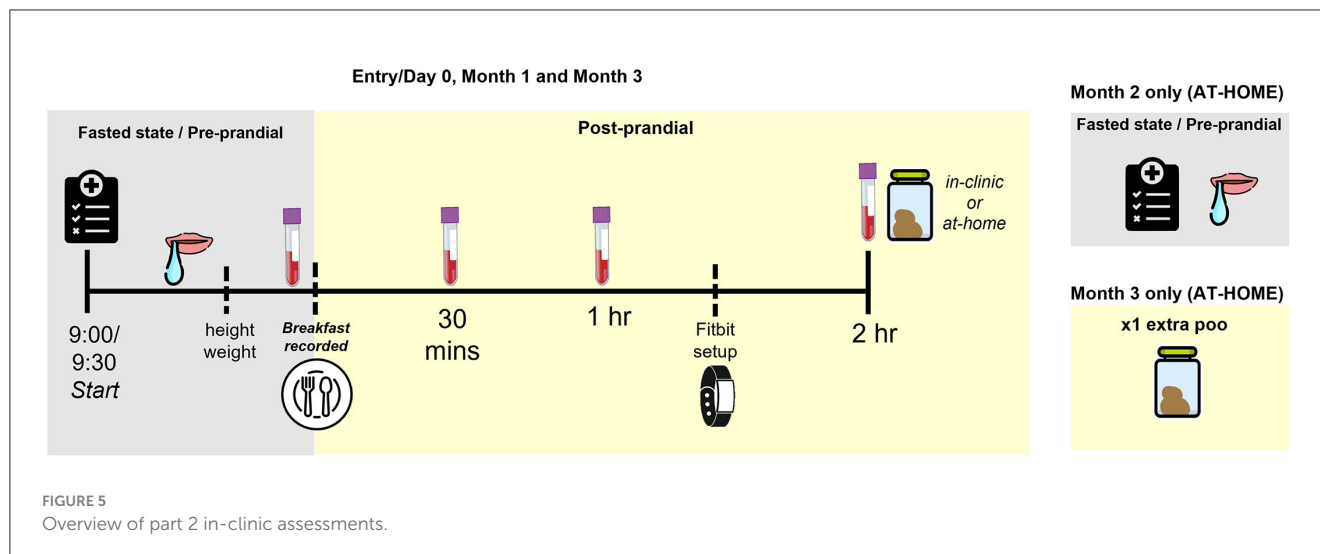 Entry/Day 0, Month 1 and Month 3
Fasted state / Pre-prandial
Post-prandial
in-clinic
or
at-home
9:00/
9:30
Start
height
weight
Breakfast
recorded
30
mins
1 hr
Fitbit
setup
2 hr
Month 2 only (AT-HOME)
Fasted state / Pre-prandial
Month 3 only (AT-HOME)
x1 extra poo
FIGURE 5
Overview of part 2 in-clinic assessments.